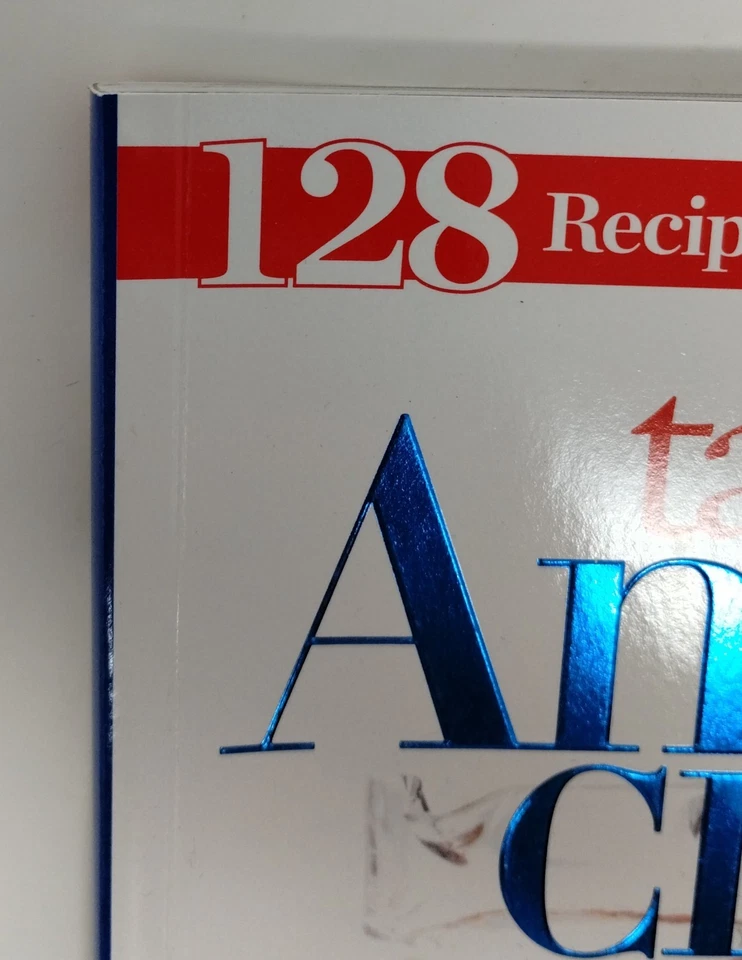 128 Recip
ta
An
Cl